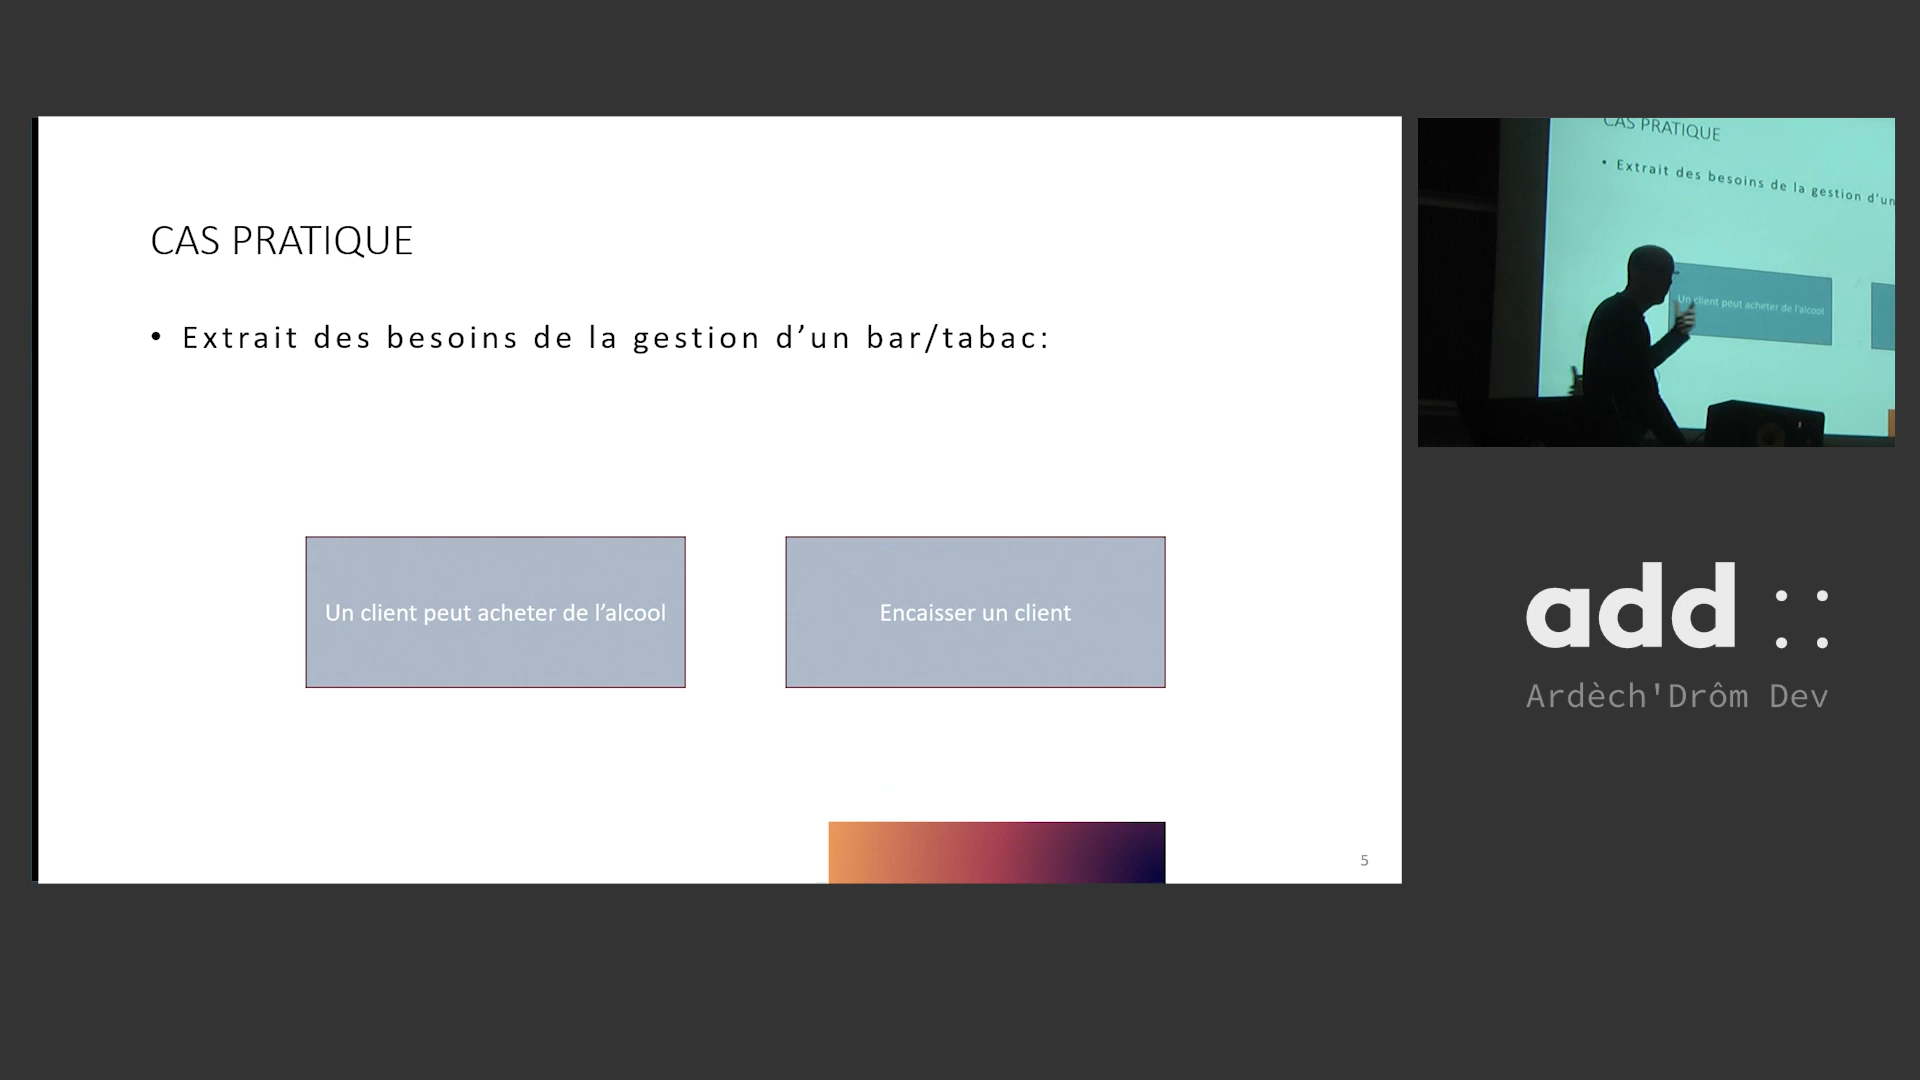 CAS PRATIQUE
• Extrait des besoins de la gestion d’un bar/tabac:
Un client peut acheter de l’alcool
Encaisser un client
5
CAS PRATIQUE
• Extrait des besoins de la gestion d’un
Un client peut acheter de l’alcool
add
Ardèch'Drôm Dev